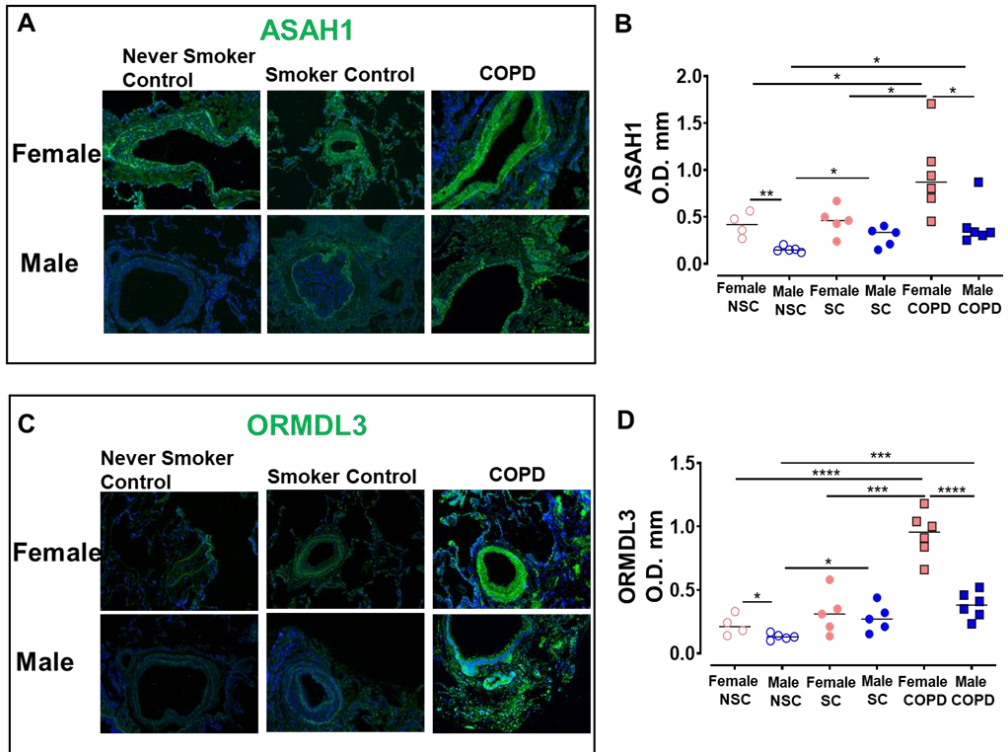 A
ASAH1
Never Smoker
Control
Smoker Control
COPD
Female
Male
B
ASAH1
O.D. mm
2.0
1.5
1.0
0.5
0.0
*
*
*
*
**
*
Female
NSC
Male
NSC
Female
SC
Male
SC
Female
COPD
Male
COPD
C
ORMDL3
Never Smoker
Control
Smoker Control
COPD
Female
Male
D
ORMDL3
O.D. mm
1.5
1.0
0.5
0.0
***
****
***
****
*
*
Female
NSC
Male
NSC
Female
SC
Male
SC
Female
COPD
Male
COPD